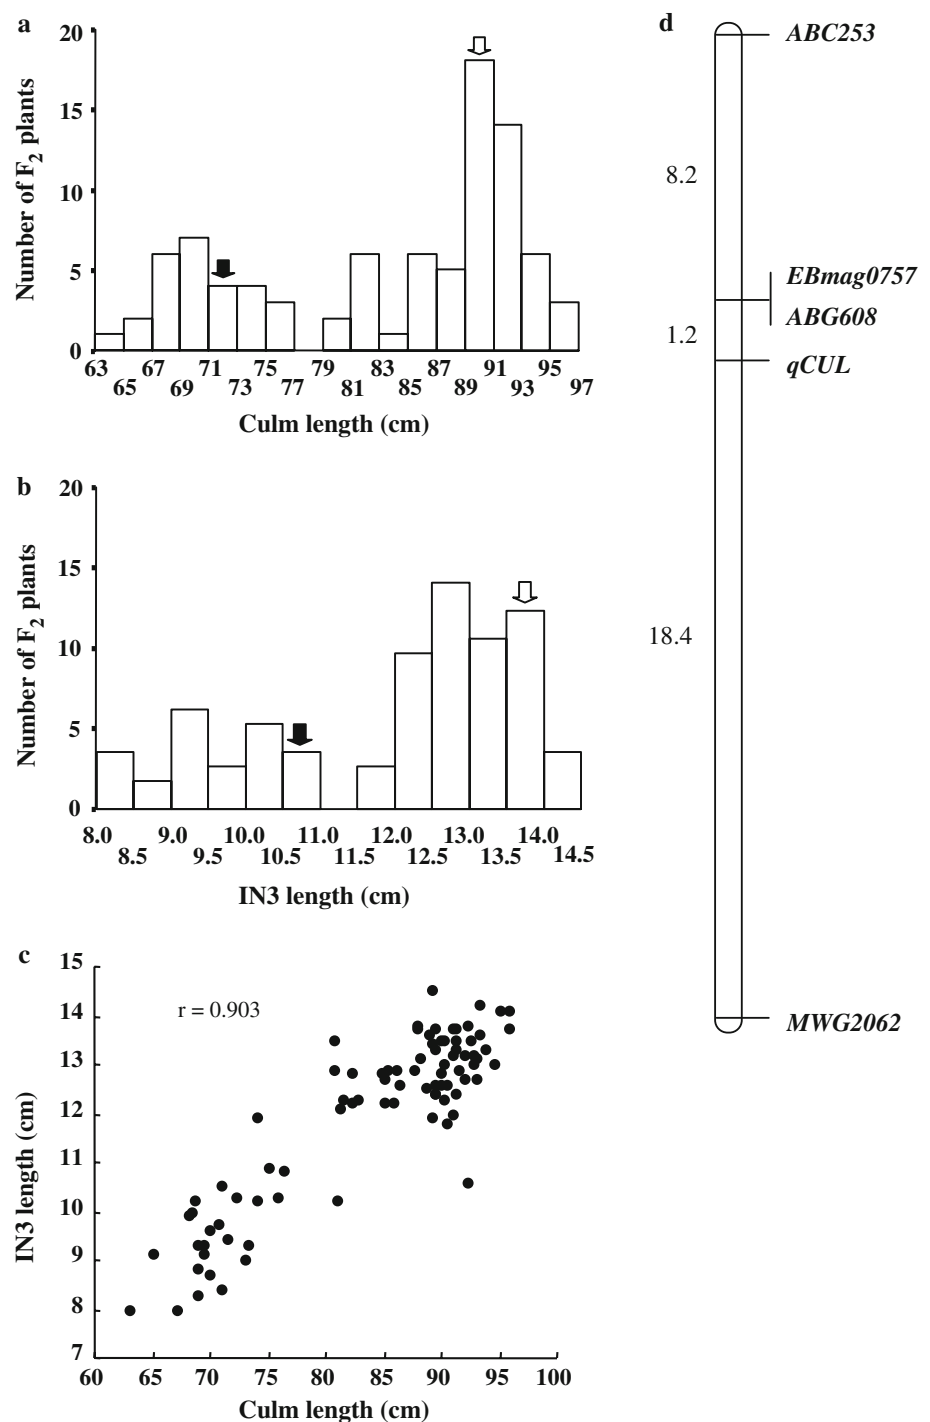 a
20
15
10
5
0
Number of F2 plants
63 67 71 75 79 83 87 91 95
65 69 73 77 81 85 89 93 97
Culm length (cm)
b
20
15
10
5
0
Number of F2 plants
8.0 9.0 10.0 11.0 12.0 13.0 14.0
8.5 9.5 10.5 11.5 12.5 13.5 14.5
IN3 length (cm)
c
15
14
13
12
11
10
9
8
7
IN3 length (cm)
r = 0.903
60 65 70 75 80 85 90 95 100
Culm length (cm)
d
ABC253
8.2
EBmag0757
ABG608
1.2
qCUL
18.4
MWG2062